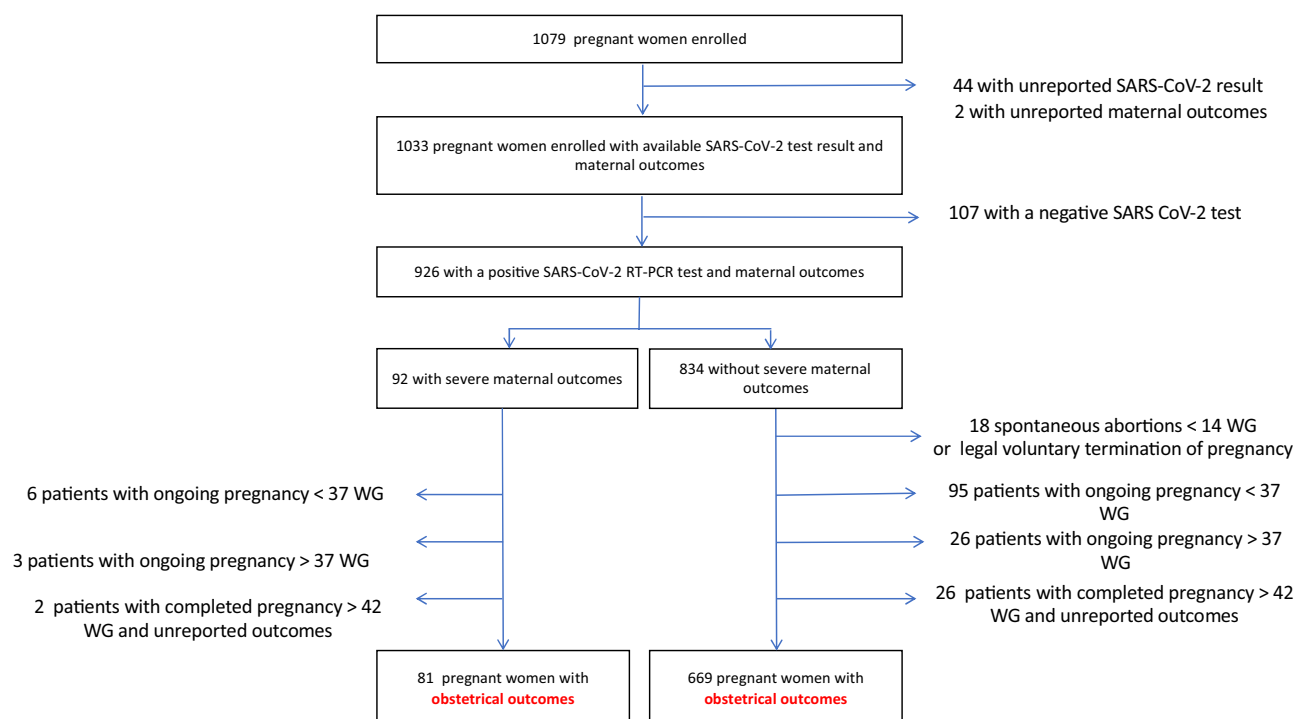 1079 pregnant women enrolled
44 with unreported SARS-CoV-2 result
2 with unreported maternal outcomes
1033 pregnant women enrolled with available SARS-CoV-2 test result and
maternal outcomes
107 with a negative SARS CoV-2 test
926 with a positive SARS-CoV-2 RT-PCR test and maternal outcomes
92 with severe maternal outcomes
834 without severe maternal
outcomes
18 spontaneous abortions < 14 WG
or legal voluntary termination of pregnancy
6 patients with ongoing pregnancy < 37 WG
95 patients with ongoing pregnancy < 37
WG
3 patients with ongoing pregnancy > 37 WG
26 patients with ongoing pregnancy > 37
WG
2 patients with completed pregnancy > 42
WG and unreported outcomes
26 patients with completed pregnancy > 42
WG and unreported outcomes
81 pregnant women with
obstetrical outcomes
669 pregnant women with
obstetrical outcomes